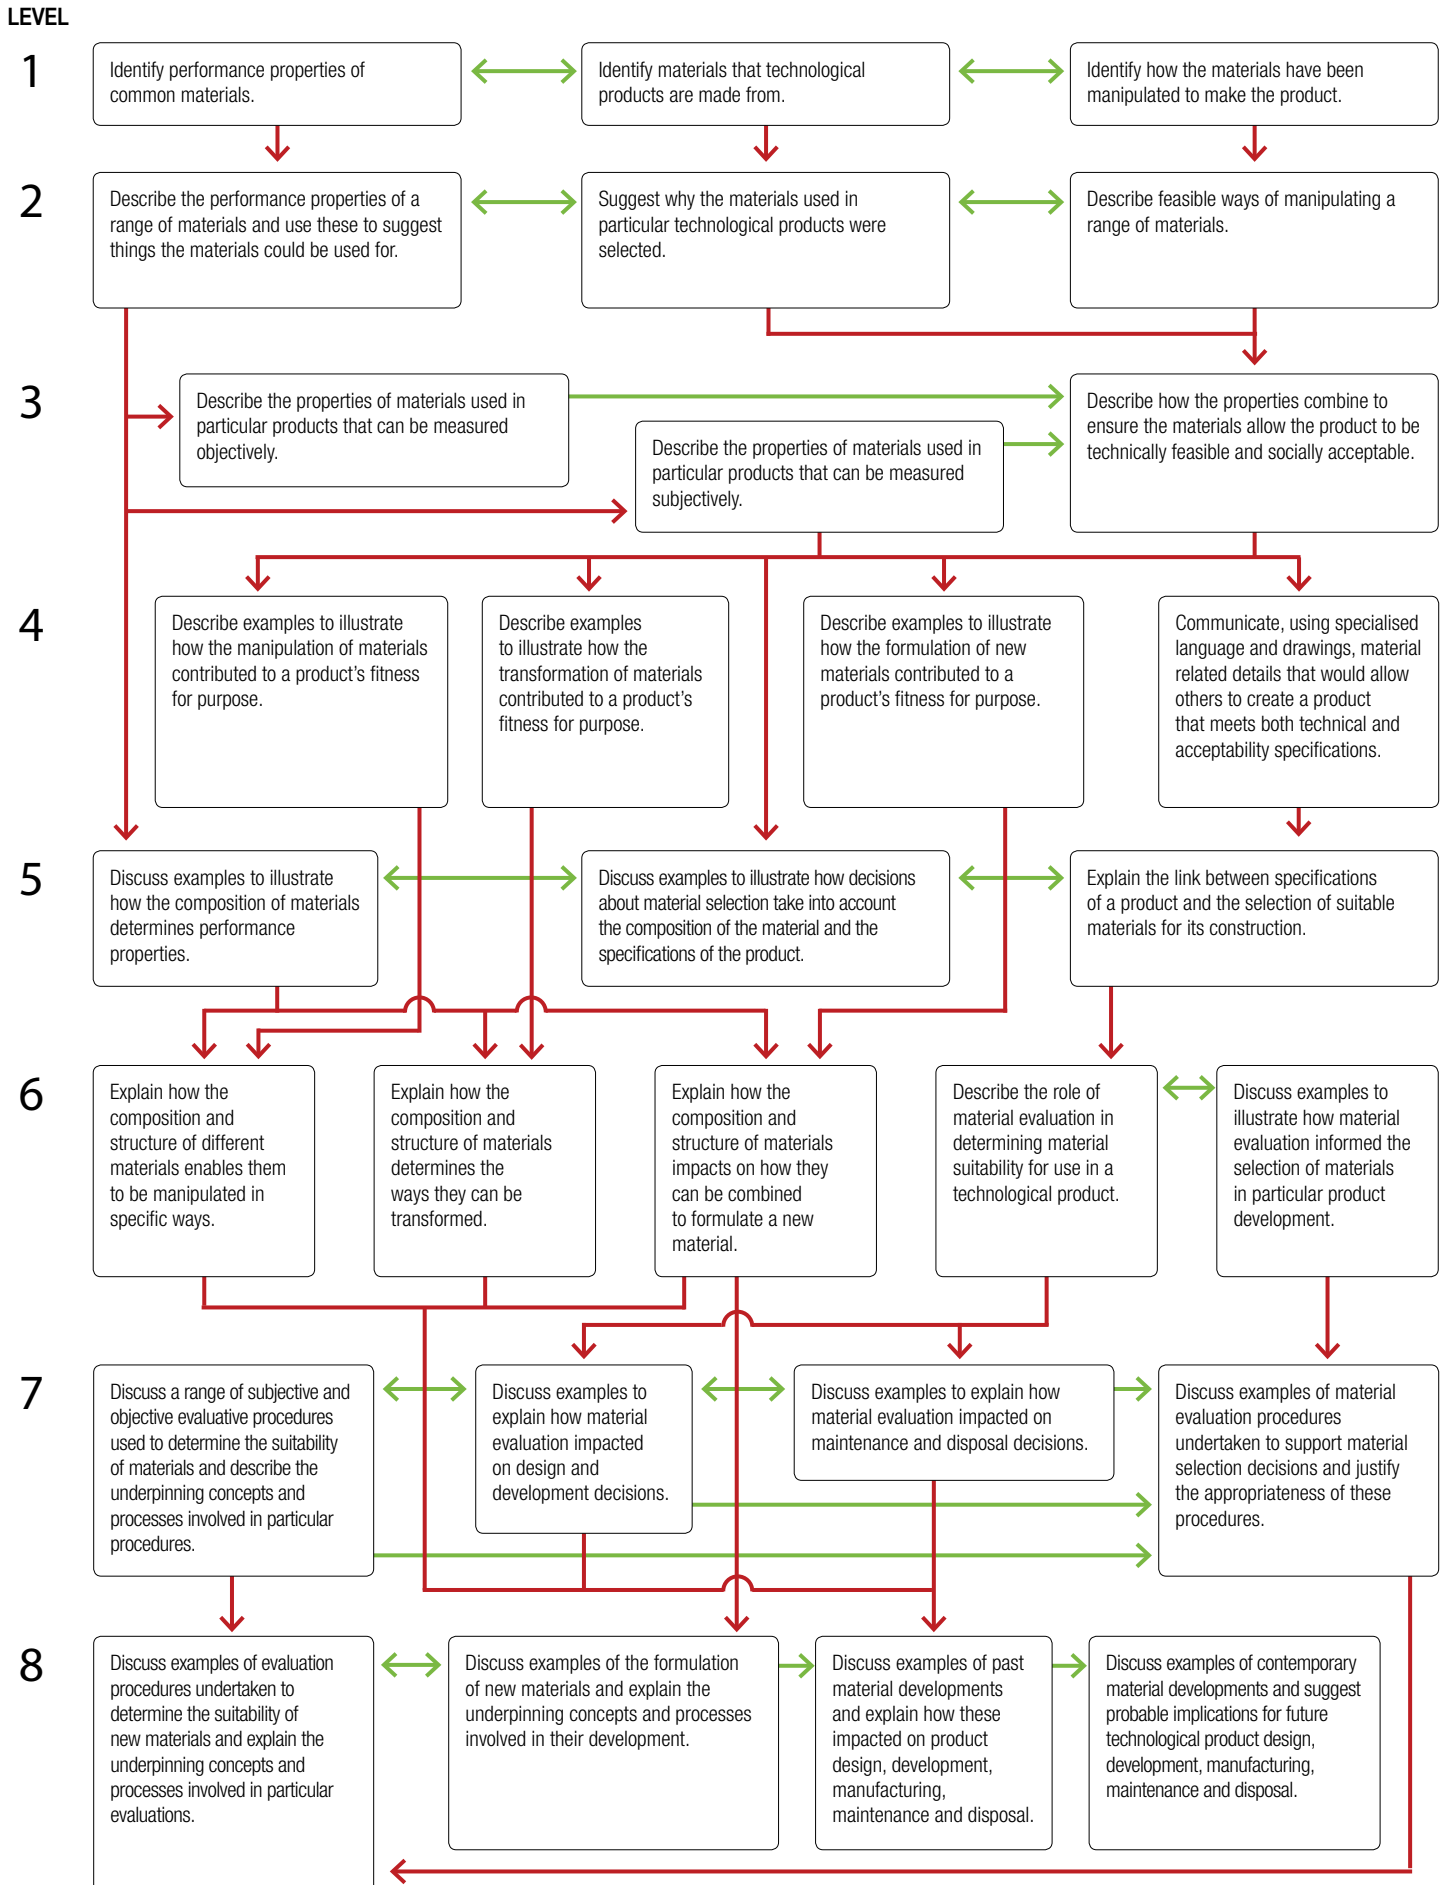 LEVEL
1
Identify performance properties of
common materials.
Identify materials that technological
products are made from.
Identify how the materials have been
manipulated to make the product.
2
Describe the performance properties of a
range of materials and use these to suggest
things the materials could be used for.
Suggest why the materials used in
particular technological products were
selected.
Describe feasible ways of manipulating a
range of materials.
3
Describe the properties of materials used in
particular products that can be measured
objectively.
Describe the properties of materials used in
particular products that can be measured
subjectively.
Describe how the properties combine to
ensure the materials allow the product to be
technically feasible and socially acceptable.
4
Describe examples to illustrate
how the manipulation of materials
contributed to a product's fitness
for purpose.
Describe examples
to illustrate how the
transformation of materials
contributed to a product's
fitness for purpose.
Describe examples to illustrate
how the formulation of new
materials contributed to a
product's fitness for purpose.
Communicate, using specialised
language and drawings, material
related details that would allow
others to create a product
that meets both technical and
acceptability specifications.
5
Discuss examples to illustrate
how the composition of materials
determines performance
properties.
Discuss examples to illustrate how decisions
about material selection take into account
the composition of the material and the
specifications of the product.
Explain the link between specifications
of a product and the selection of suitable
materials for its construction.
6
Explain how the
composition and
structure of different
materials enables them
to be manipulated in
specific ways.
Explain how the
composition and
structure of materials
determines the
ways they can be
transformed.
Explain how the
composition and
structure of materials
impacts on how they
can be combined
to formulate a new
material.
Describe the role of
material evaluation in
determining material
suitability for use in a
technological product.
Discuss examples to
illustrate how material
evaluation informed the
selection of materials
in particular product
development.
7
Discuss a range of subjective and
objective evaluative procedures
used to determine the suitability
of materials and describe the
underpinning concepts and
processes involved in particular
procedures.
Discuss examples to
explain how material
evaluation impacted
on design and
development decisions.
Discuss examples to explain how
material evaluation impacted on
maintenance and disposal decisions.
Discuss examples of material
evaluation procedures
undertaken to support material
selection decisions and justify
the appropriateness of these
procedures.
8
Discuss examples of evaluation
procedures undertaken to
determine the suitability of
new materials and explain the
underpinning concepts and
processes involved in particular
evaluations.
Discuss examples of the formulation
of new materials and explain the
underpinning concepts and processes
involved in their development.
Discuss examples of past
material developments
and explain how these
impacted on product
design, development,
manufacturing,
maintenance and disposal.
Discuss examples of contemporary
material developments and suggest
probable implications for future
technological product design,
development, manufacturing,
maintenance and disposal.